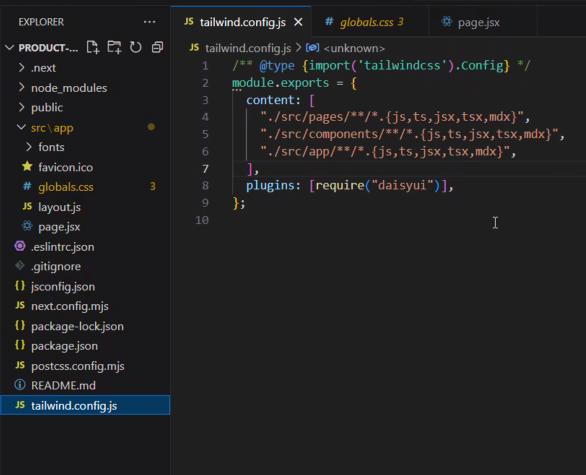 EXPLORER ...
PRODUCT-...
.next
node_modules
public
src\app
fonts
favicon.ico
globals.css 3
layout.js
page.jsx
.eslintrc.json
.gitignore
jsconfig.json
next.config.mjs
package-lock.json
package.json
postcss.config.mjs
README.md
JS tailwind.config.js
JS tailwind.config.js ×
# globals.css 3
page.jsx
JS tailwind.config.js > <unknown>
1 /** @type {import('tailwindcss').Config} */
2 module.exports = {
3 content: [
4 "./src/pages/**/*.{js,ts,jsx,tsx,mdx}",
5 "./src/components/**/*.{js,ts,jsx,tsx,mdx}",
6 "./src/app/**/*.{js,ts,jsx,tsx,mdx}",
7 ],
8 plugins: [require("daisyui")],
9 };
10